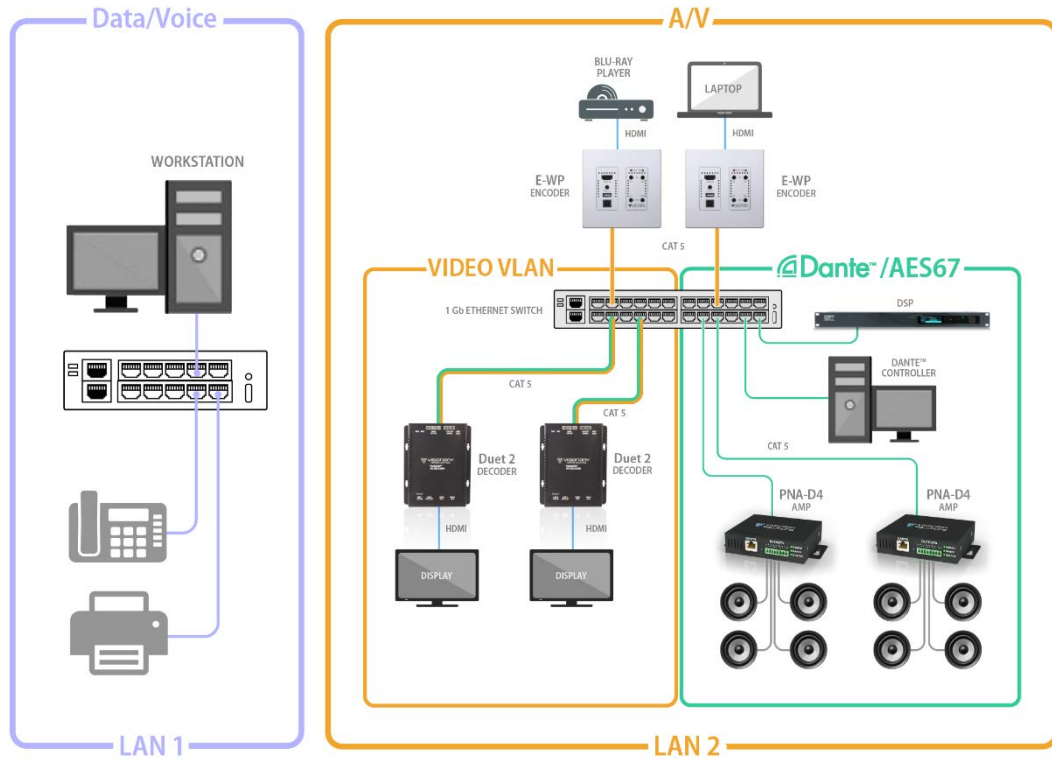 Data/Voice
WORKSTATION
LAN 1
A/V
BLU-RAY
PLAYER
LAPTOP
HDMI
HDMI
E-WP
ENCODER
E-WP
ENCODER
CAT 5
VIDEO VLAN
Dante™/AES67
1 Gb ETHERNET SWITCH
DSP
DANTE™
CONTROLLER
CAT 5
CAT 5
CAT 5
Duet 2
DECODER
Duet 2
DECODER
PNA-D4
AMP
PNA-D4
AMP
HDMI
HDMI
DISPLAY
DISPLAY
LAN 2